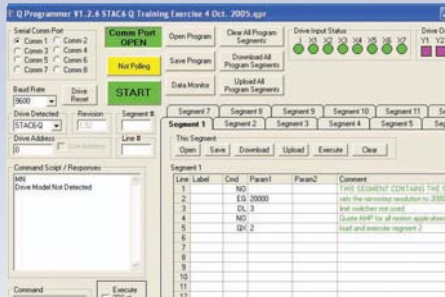 Q Programmer V1.2.6 STAC6 Q Training Exercise 4 Oct. 2005.qpr
Serial Comm Port
Comm 1 Comm 2
Comm 3 Comm 4
Comm 5 Comm 6
Comm 7 Comm 8
Comm Port OPEN
Not Polling
START
Open Program
Save Program
Data Monitor
Clear All Program Segments
Download All Program Segments
Upload All Program Segments
Drive Input Status
I X1 X2 X3 X4 X5 X6 X7
Y1 Y2
Baud Rate
9600
Drive Reset
Drive Detected Revision Segment #
STAC6-Q 1.52
Drive Address Line #
0
Command Script / Responses
MN
Drive Model Not Detected
Command
Execute
Segment 7 Segment 8 Segment 9 Segment 10 Segment 11
Segment 1 Segment 2 Segment 3 Segment 4 Segment 5
This Segment
Open Save Download Upload Execute Clear
Segment 1
Line Label Cmd Param1 Param2 Comment
1 NO THIS SEGMENT CONTAINS THE
2 EG 20000 sets the microstep resolution to 2000
3 DL 3 limit switches not used
4 NO for all motion applications
5 QX 2 load and execute segment 2
6
7
8
9
10
11
12